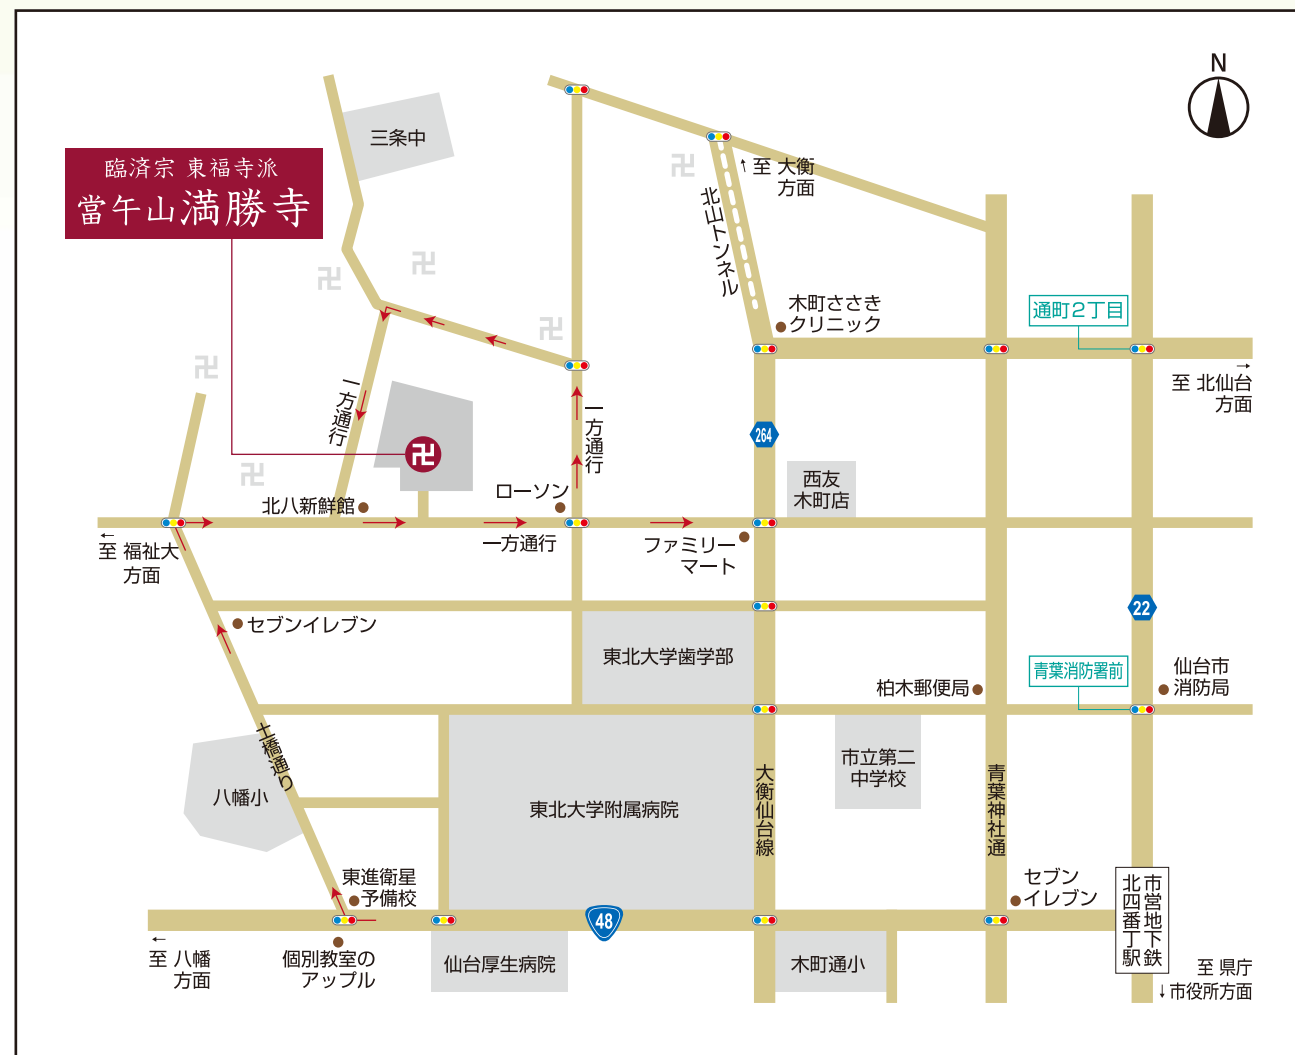 N
三条中
臨済宗 東福寺派
當午山満勝寺
↑至 大衡
方面
北山トンネル
木町ささき
クリニック
通町2丁目
→
至 北仙台
方面
一方通行
一方通行
264
西友
木町店
ローソン
北八新鮮館
一方通行
ファミリー
マート
←
至 福祉大
方面
セブンイレブン
22
東北大学歯学部
青葉消防署前
仙台市
消防局
柏木郵便局
土橋通り
八幡小
市立第二
中学校
東北大学附属病院
大衡仙台線
青葉神社通
東進衛星
予備校
セブン
イレブン
市営地下鉄
北四番丁駅
48
←
至 八幡
方面
個別教室の
アップル
仙台厚生病院
木町通小
至 県庁
↓市役所方面